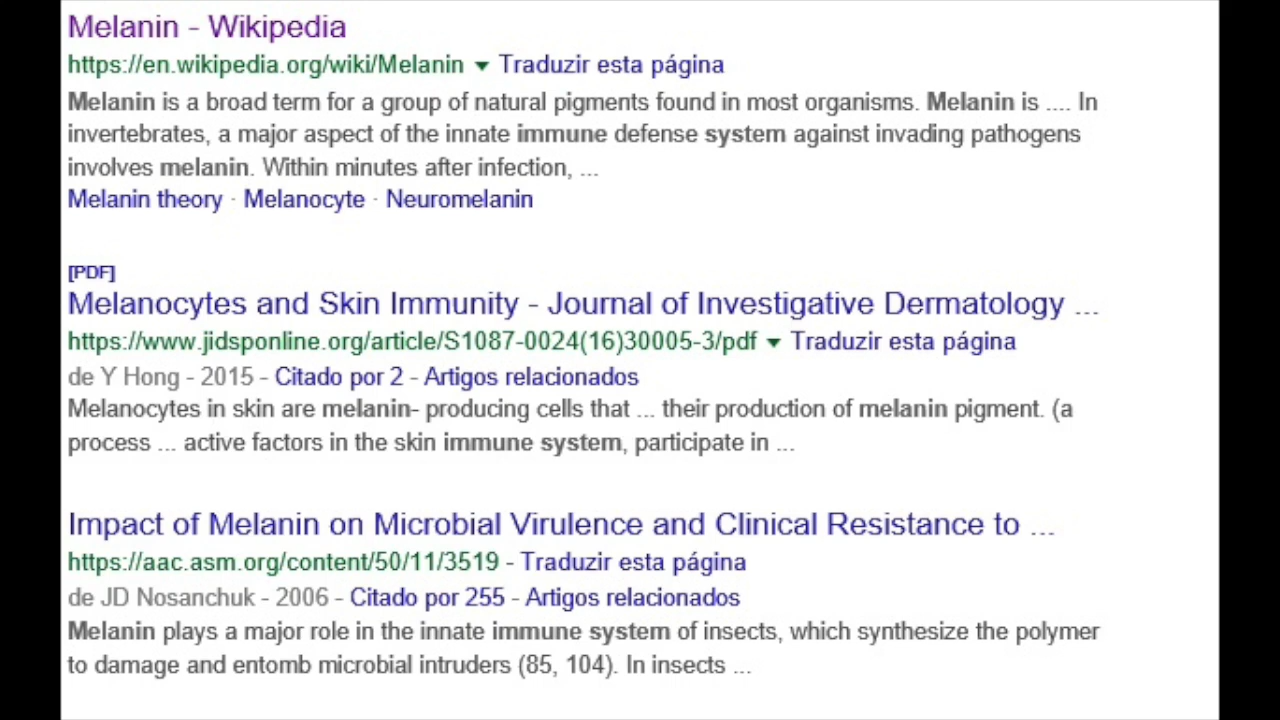 Melanin - Wikipedia
https://en.wikipedia.org/wiki/Melanin ▼ Traduzir esta página
Melanin is a broad term for a group of natural pigments found in most organisms. Melanin is .... In
invertebrates, a major aspect of the innate immune defense system against invading pathogens
involves melanin. Within minutes after infection, ...
Melanin theory · Melanocyte · Neuromelanin
[PDF]
Melanocytes and Skin Immunity - Journal of Investigative Dermatology ...
https://www.jidsponline.org/article/S1087-0024(16)30005-3/pdf ▼ Traduzir esta página
de Y Hong - 2015 - Citado por 2 - Artigos relacionados
Melanocytes in skin are melanin- producing cells that ... their production of melanin pigment. (a
process ... active factors in the skin immune system, participate in ...
Impact of Melanin on Microbial Virulence and Clinical Resistance to ...
https://aac.asm.org/content/50/11/3519 - Traduzir esta página
de JD Nosanchuk - 2006 - Citado por 255 - Artigos relacionados
Melanin plays a major role in the innate immune system of insects, which synthesize the polymer
to damage and entomb microbial intruders (85, 104). In insects ...